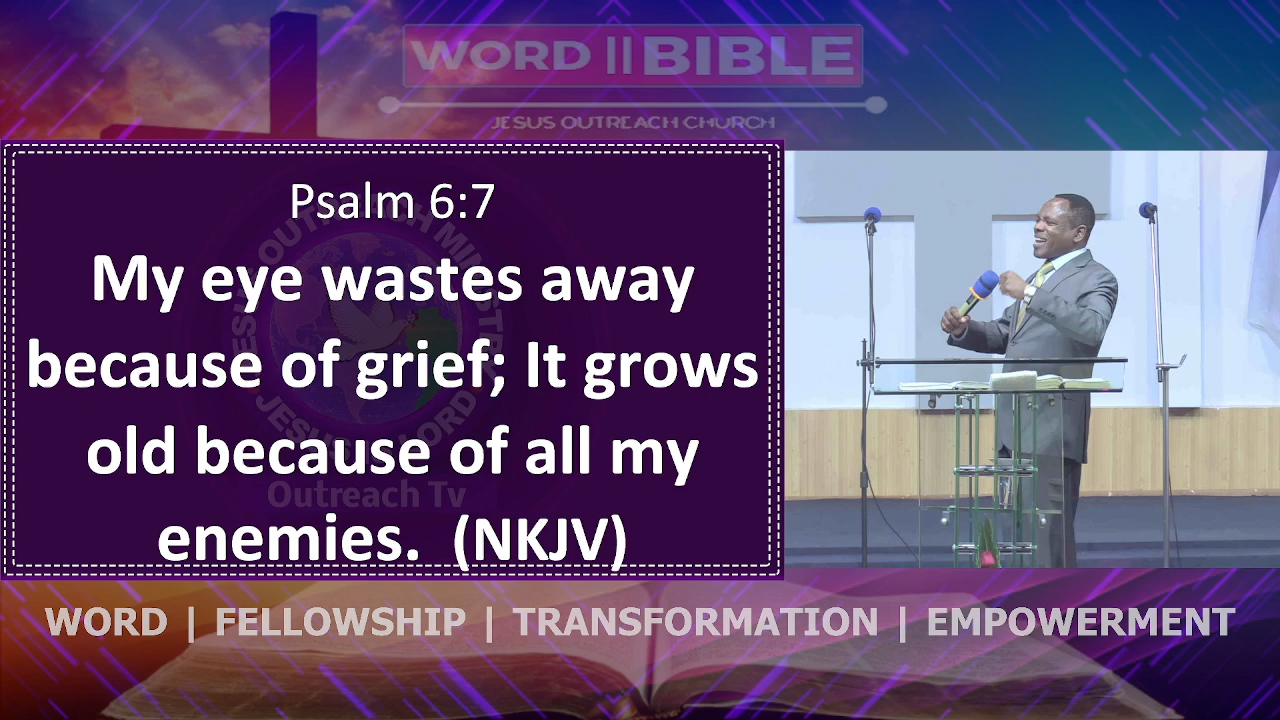 WORD || BIBLE
JESUS OUTREACH CHURCH
Psalm 6:7
My eye wastes away
because of grief; It grows
old because of all my
enemies. (NKJV)
Outreach Tv
WORD | FELLOWSHIP | TRANSFORMATION | EMPOWERMENT